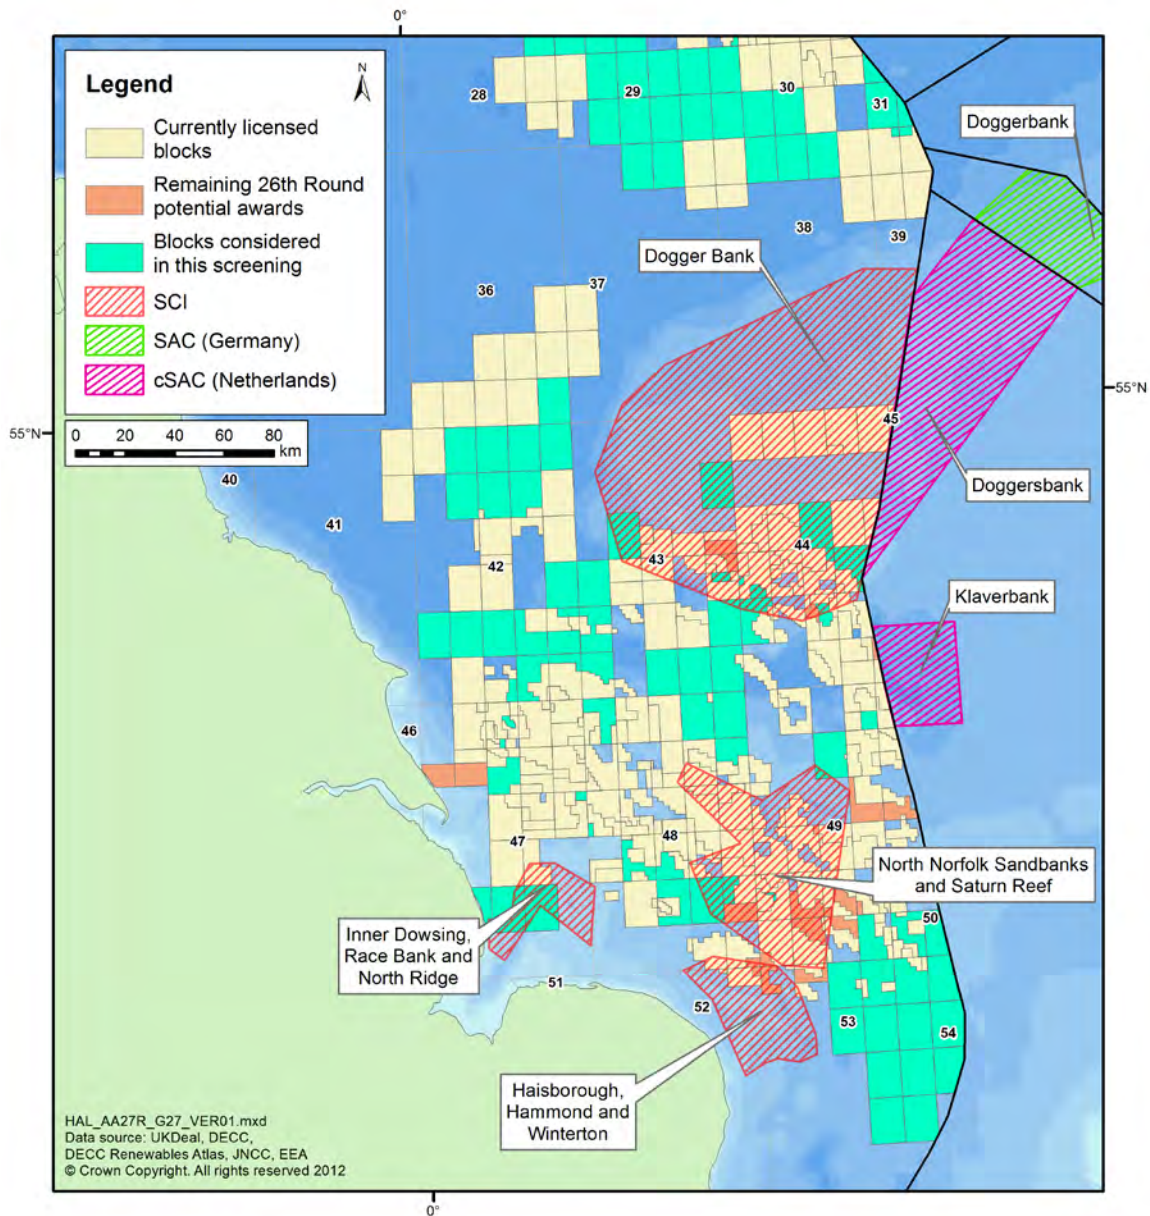 0°
Legend
N
Currently licensed
blocks
Remaining 26th Round
potential awards
Blocks considered
in this screening
SCI
SAC (Germany)
cSAC (Netherlands)
0 20 40 60 80
km
55°N
55°N
28
29
30
31
Doggerbank
38
39
Dogger Bank
36
37
45
40
Doggersbank
41
44
43
42
Klaverbank
46
49
48
47
North Norfolk Sandbanks
and Saturn Reef
50
Inner Dowsing,
Race Bank and
North Ridge
51
52
53
54
Haisborough,
Hammond and
Winterton
HAL_AA27R_G27_VER01.mxd
Data source: UKDeal, DECC,
DECC Renewables Atlas, JNCC, EEA
© Crown Copyright. All rights reserved 2012
0°